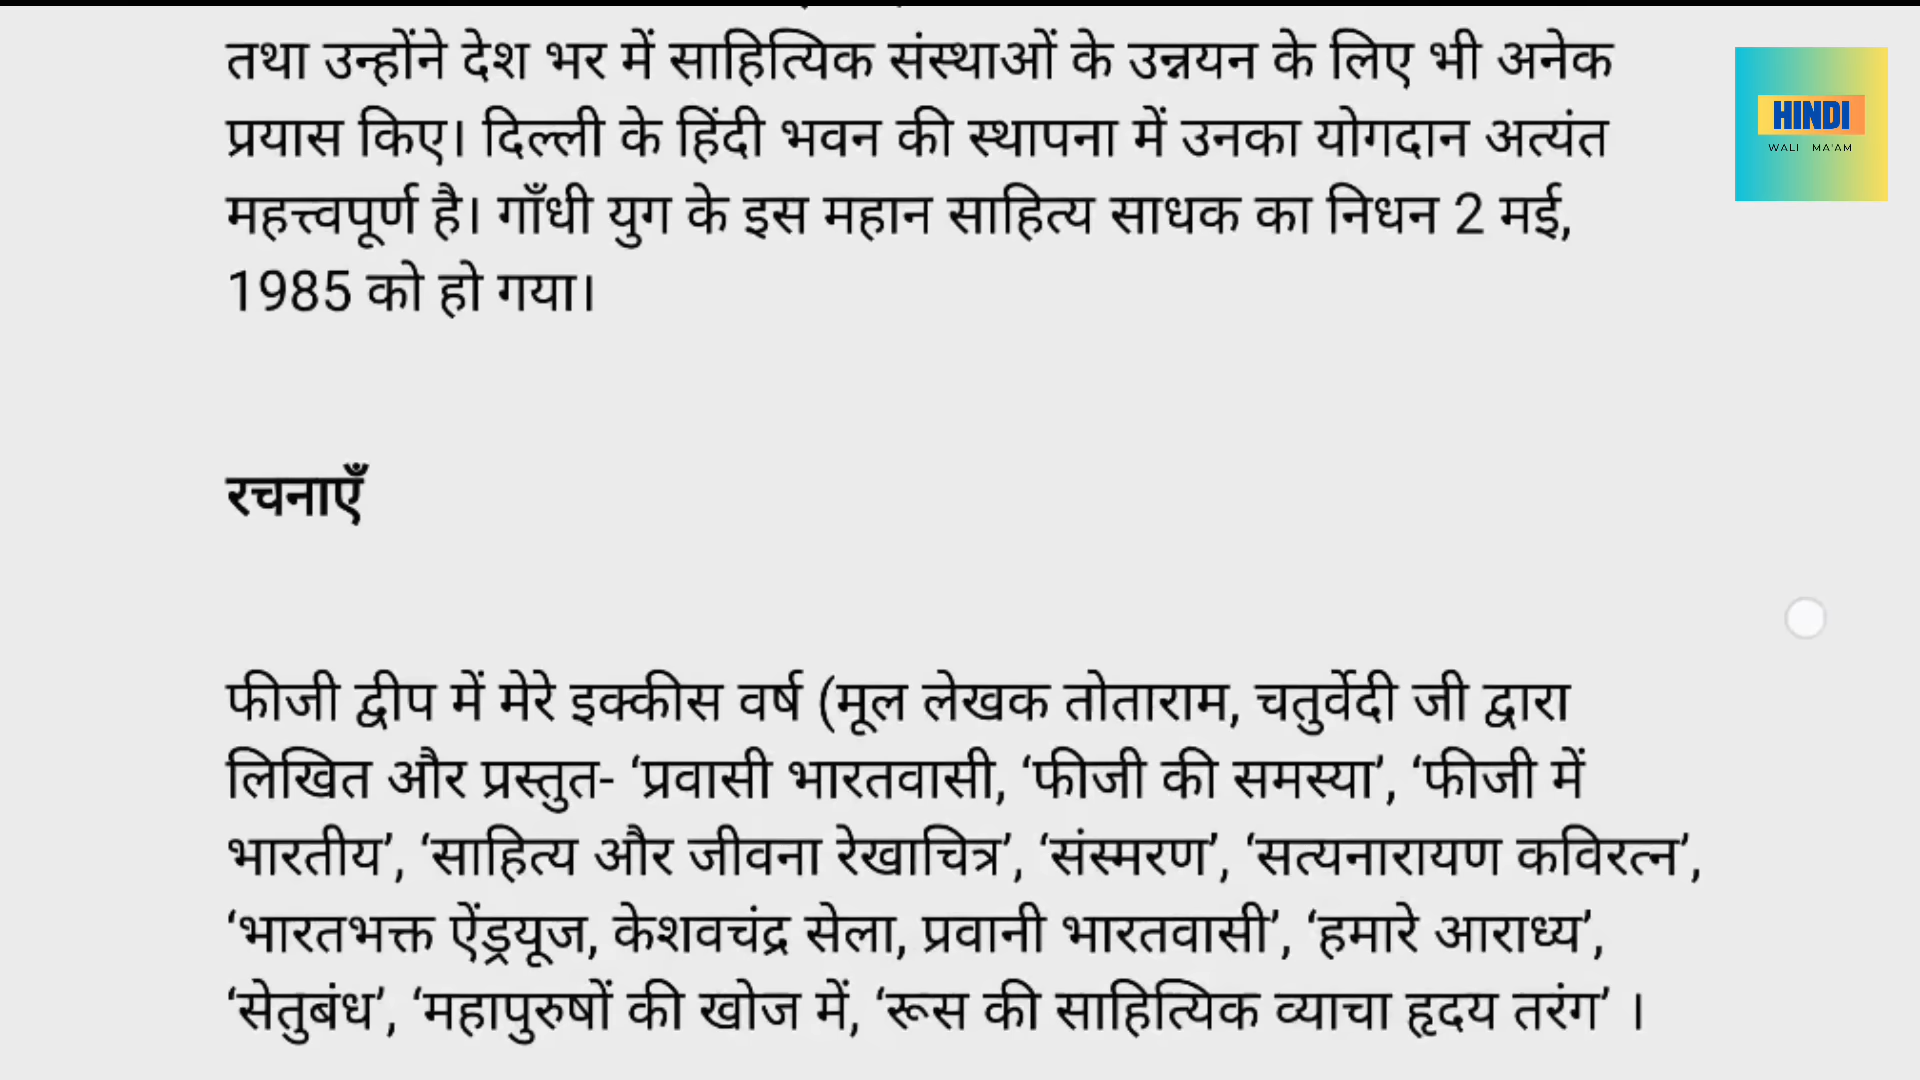 तथा उन्होंने देश भर में साहित्यिक संस्थाओं के उन्नयन के लिए भी अनेक
प्रयास किए। दिल्ली के हिंदी भवन की स्थापना में उनका योगदान अत्यंत
महत्त्वपूर्ण है। गाँधी युग के इस महान साहित्य साधक का निधन 2 मई,
1985 को हो गया।
HINDI
WALI MA'AM
रचनाएँ
फीजी द्वीप में मेरे इक्कीस वर्ष (मूल लेखक तोताराम, चतुर्वेदी जी द्वारा
लिखित और प्रस्तुत- ‘प्रवासी भारतवासी, ‘फीजी की समस्या’, ‘फीजी में
भारतीय’, ‘साहित्य और जीवना रेखाचित्र’, ‘संस्मरण’, ‘सत्यनारायण कविरत्न’,
‘भारतभक्त ऐंड्रयूज, केशवचंद्र सेला, प्रवानी भारतवासी’, ‘हमारे आराध्य’,
‘सेतुबंध’, ‘महापुरुषों की खोज में, ‘रूस की साहित्यिक व्याचा हृदय तरंग’ ।